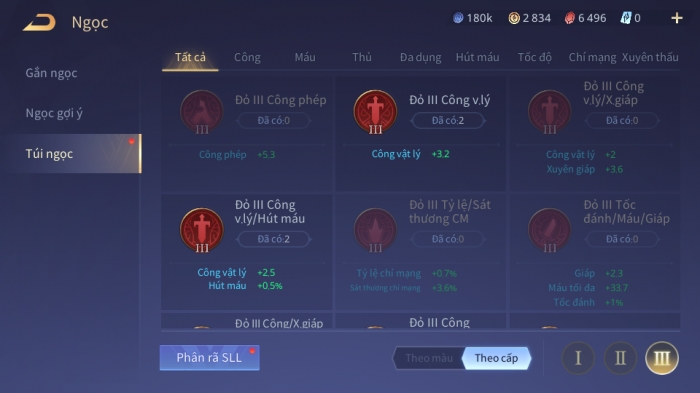 Ngọc
180k 2 834 6 496 0
Tất cả Công Máu Thủ Đa dụng Hút máu Tốc độ Chí mạng Xuyên thấu
Gắn ngọc
Ngọc gợi ý
Túi ngọc
Đỏ III Công phép
Đã có:0
III
Công phép +5.3
Đỏ III Công v.lý
Đã có:2
III
Công vật lý +3.2
Đỏ III Công
v.lý/X.giáp
Đã có:0
III
Công vật lý +2
Xuyên giáp +3.6
Đỏ III Công
v.lý/Hút máu
Đã có:2
III
Công vật lý +2.5
Hút máu +0.5%
Đỏ III Tỷ lệ/Sát
thương CM
Đã có:0
III
Tỷ lệ chí mạng +0.7%
Sát thương chí mạng +3.6%
Đỏ III Tốc
đánh/Máu/Giáp
Đã có:0
III
Giáp +2.3
Máu tối đa +33.7
Tốc đánh +1%
Đỏ III Công/X.giáp
Đỏ III Công
Phân rã SLL
Theo màu Theo cấp
I II III